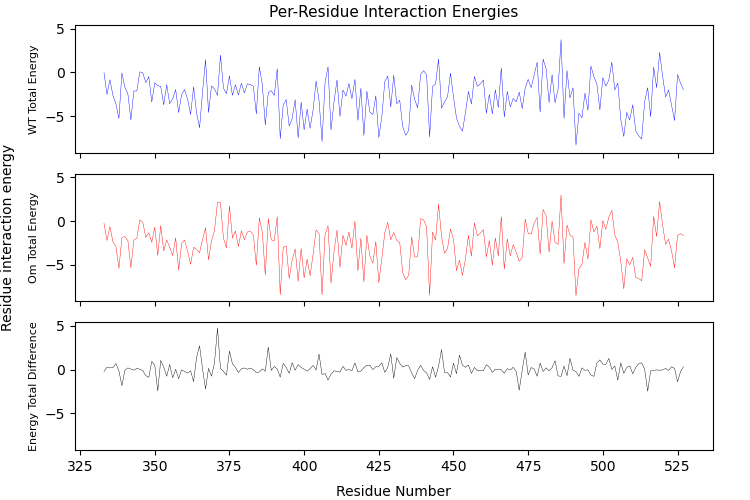 Per-Residue Interaction Energies
Residue interaction energy
WT Total Energy
5
0
−5
Om Total Energy
5
0
−5
Energy Total Difference
5
0
−5
325 350 375 400 425 450 475 500 525
Residue Number